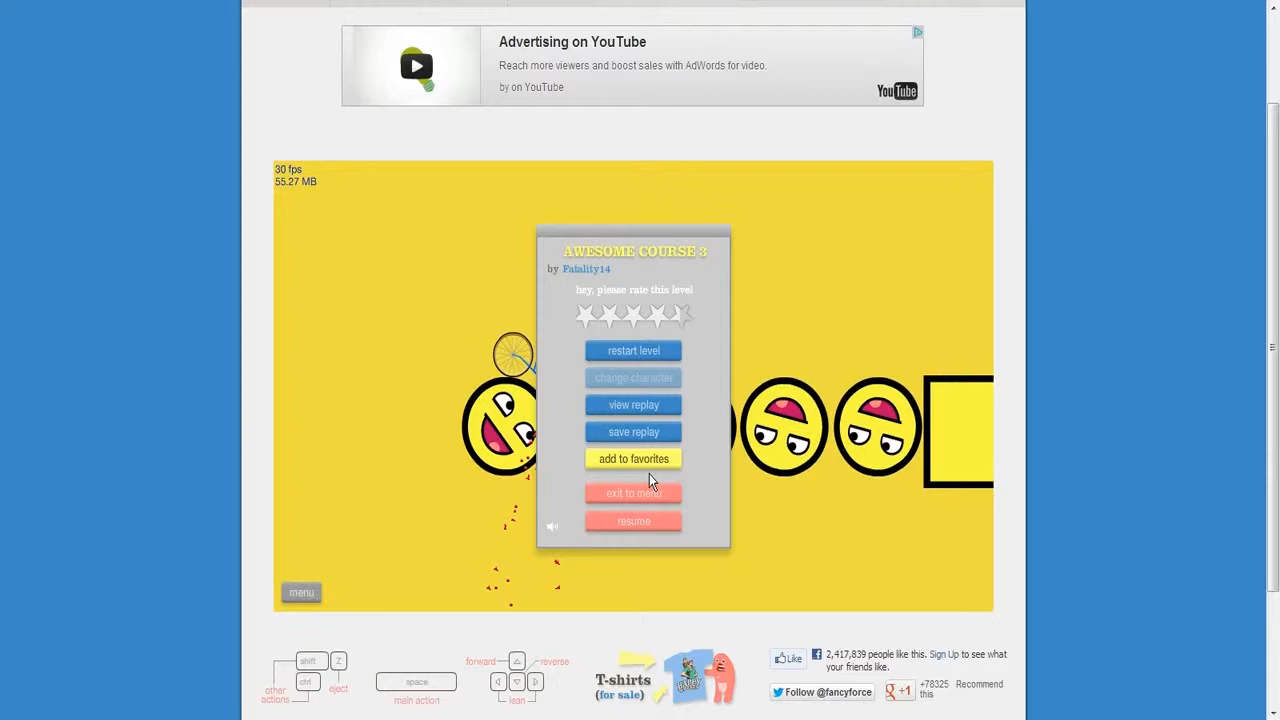 Advertising on YouTube
Reach more viewers and boost sales with AdWords for video.
by on YouTube
YouTube
30 fps
55.27 MB
AWESOME COURSE 3
by Fatality14
hey, please rate this level
restart level
change character
view replay
save replay
add to favorites
exit to menu
resume
menu
shift
Z
ctrl
eject
other
actions
space
main action
forward
reverse
lean
T-shirts
(for sale)
Like
2,417,839 people like this. Sign Up to see what
your friends like.
Follow @fancyforce
+1
+78325 Recommend
this